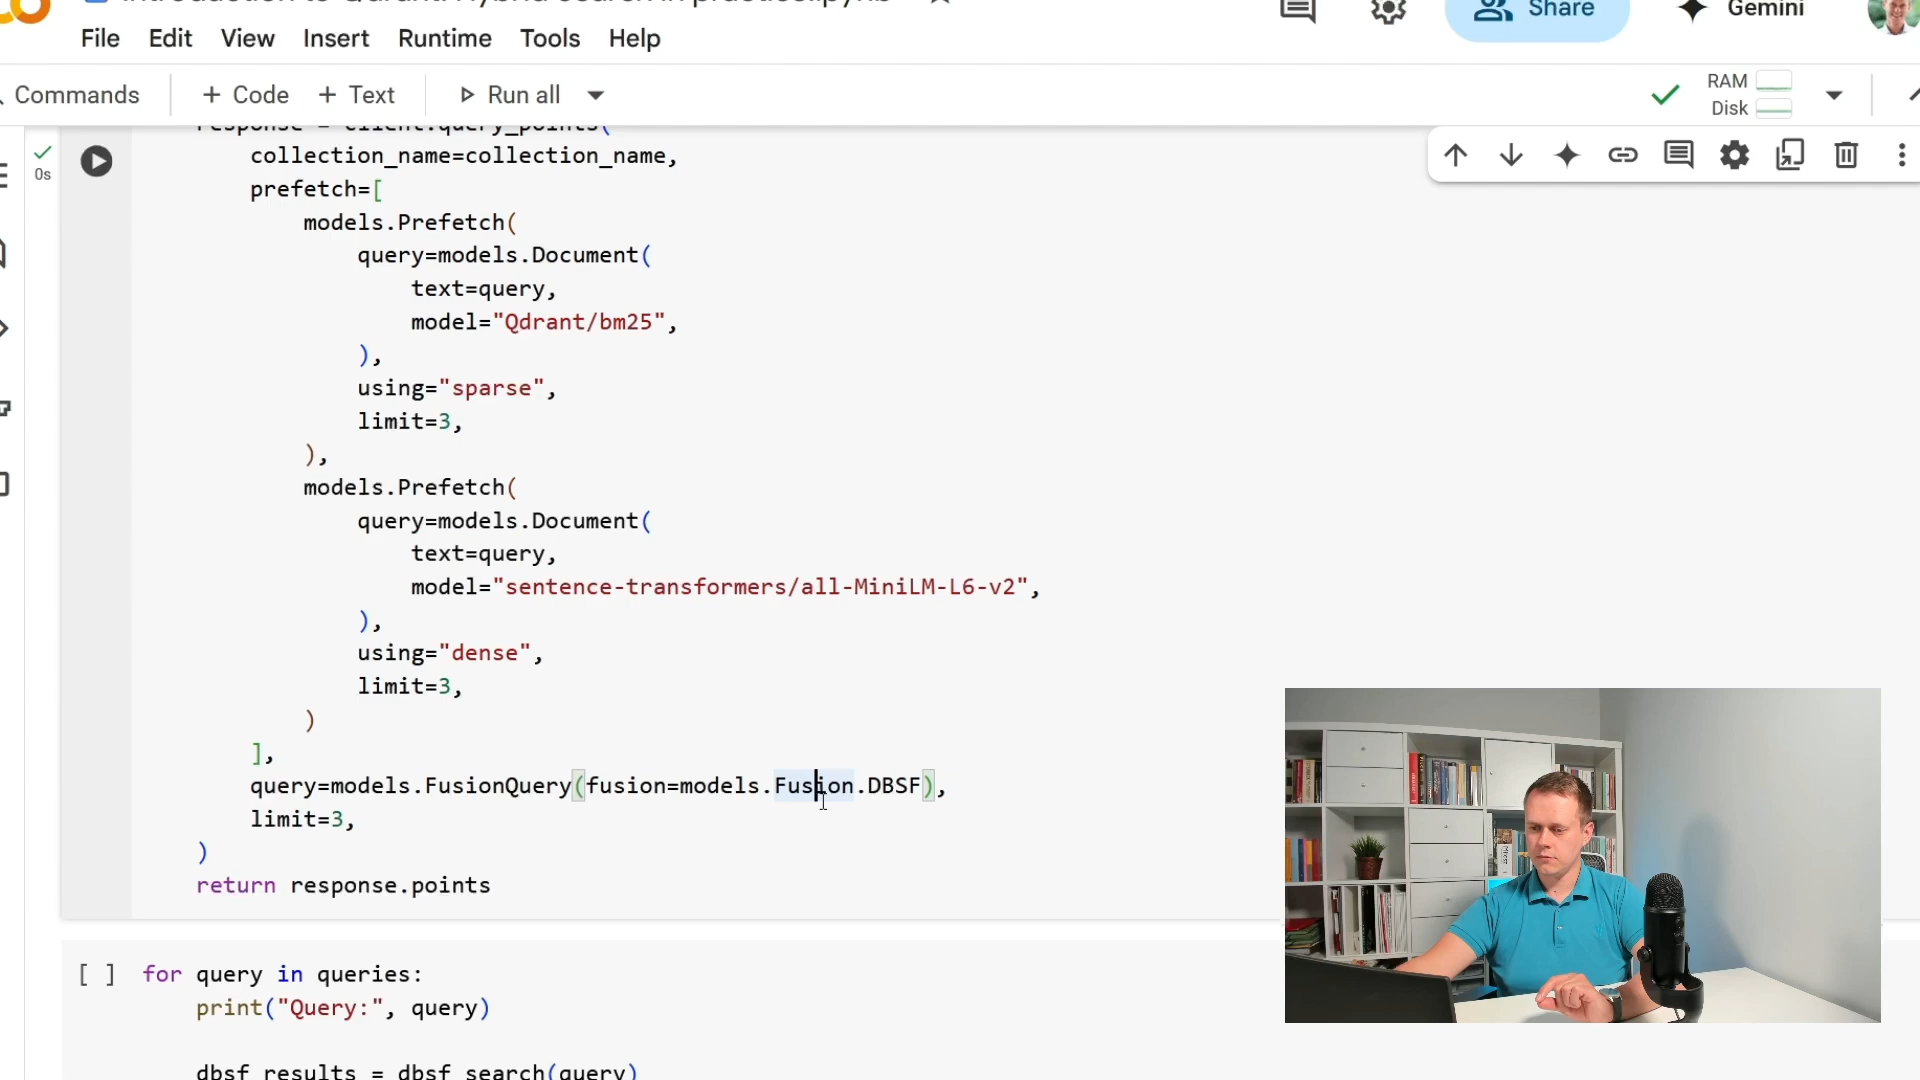 File Edit View Insert Runtime Tools Help
Share
Gemini
Commands + Code + Text Run all
RAM
Disk
response = client.query_points(
0s
collection_name=collection_name,
prefetch=[
models.Prefetch(
query=models.Document(
text=query,
model="Qdrant/bm25",
),
using="sparse",
limit=3,
),
models.Prefetch(
query=models.Document(
text=query,
model="sentence-transformers/all-MiniLM-L6-v2",
),
using="dense",
limit=3,
)
],
query=models.FusionQuery(fusion=models.Fusion.DBSF),
limit=3,
)
return response.points
[ ] for query in queries:
print("Query:", query)
dbsf_results = dbsf_search(query)